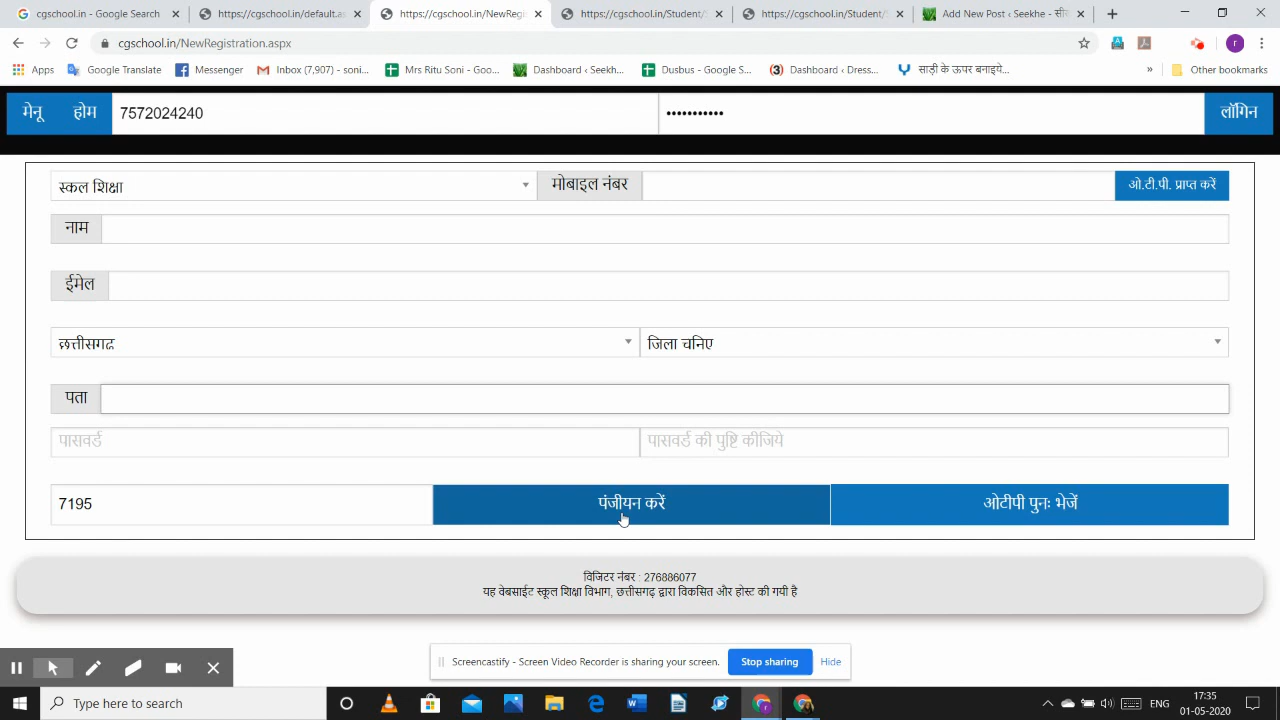 cgschool.in - Google Search
https://cgschool.in/default.as
https://cgschool.in/NewRegi
https://cgschool.in/Student/
https://cgschool.in/Student/
Add New Post ‹ Seekhe - सी
cgschool.in/NewRegistration.aspx
Apps
Google Translate
Messenger
Inbox (7,907) - soni...
Mrs Ritu Soni - Goo...
Dashboard ‹ Seekh...
Dusbus - Google S...
Dashboard ‹ Dress...
साड़ी के ऊपर बनाइये...
»
Other bookmarks
मेनू
होम
7572024240
•••••••••••
लॉगिन
स्कूल शिक्षा
मोबाइल नंबर
ओ.टी.पी. प्राप्त करें
नाम
ईमेल
छत्तीसगढ़
जिला चुनिए
पता
पासवर्ड
पासवर्ड की पुष्टि कीजिये
7195
पंजीयन करें
ओटीपी पुनः भेजें
विजिटर नंबर : 276886077
यह वेबसाईट स्कूल शिक्षा विभाग, छत्तीसगढ़ द्वारा विकसित और होस्ट की गयी है
Screencastify - Screen Video Recorder is sharing your screen.
Stop sharing
Hide
Type here to search
ENG
17:35
01-05-2020